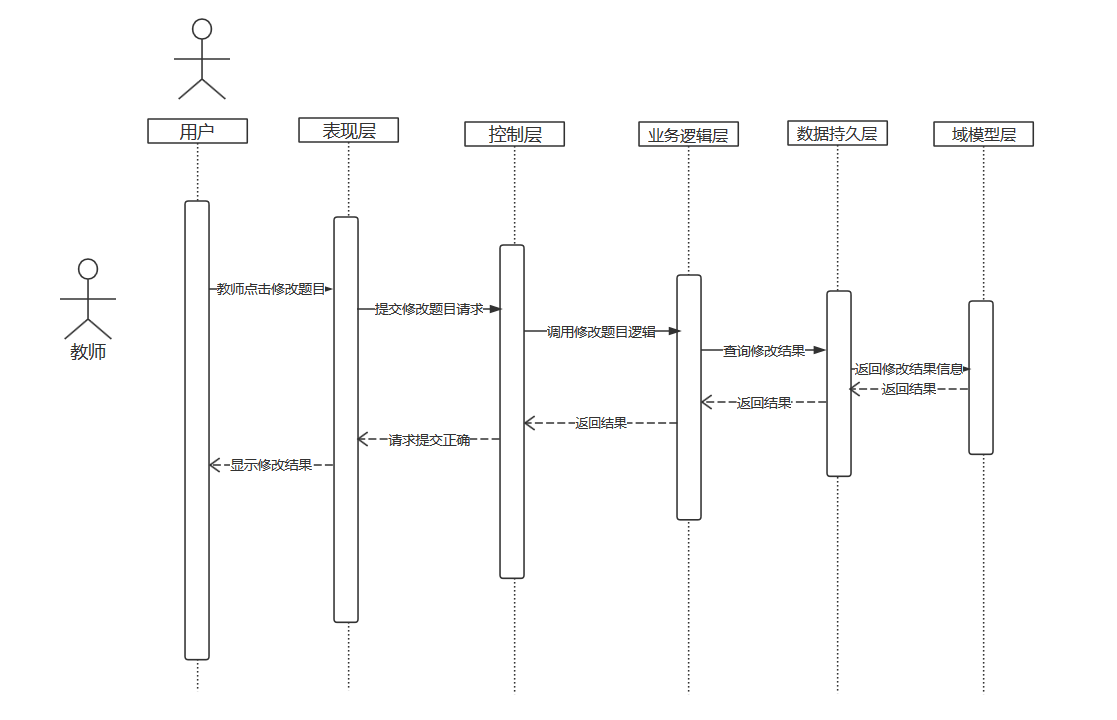 用户
表现层
控制层
业务逻辑层
数据持久层
域模型层
教师
教师点击修改题目
提交修改题目请求
调用修改题目逻辑
查询修改结果
返回修改结果信息
返回结果
返回结果
返回结果
请求提交正确
显示修改结果